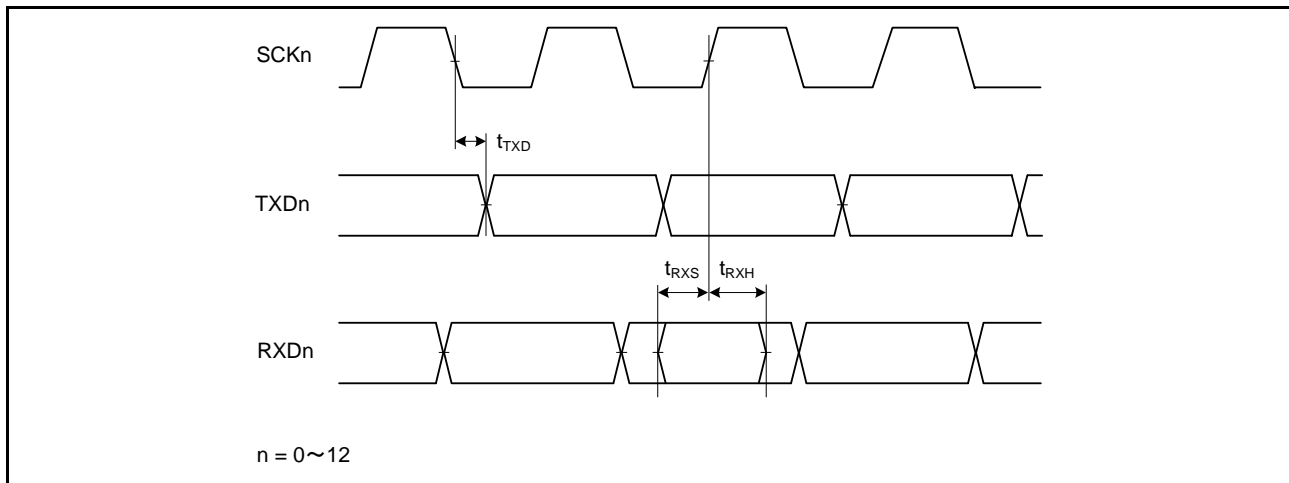 SCKn
tTXD
TXDn
tRXS tRXH
RXDn
n = 0～12